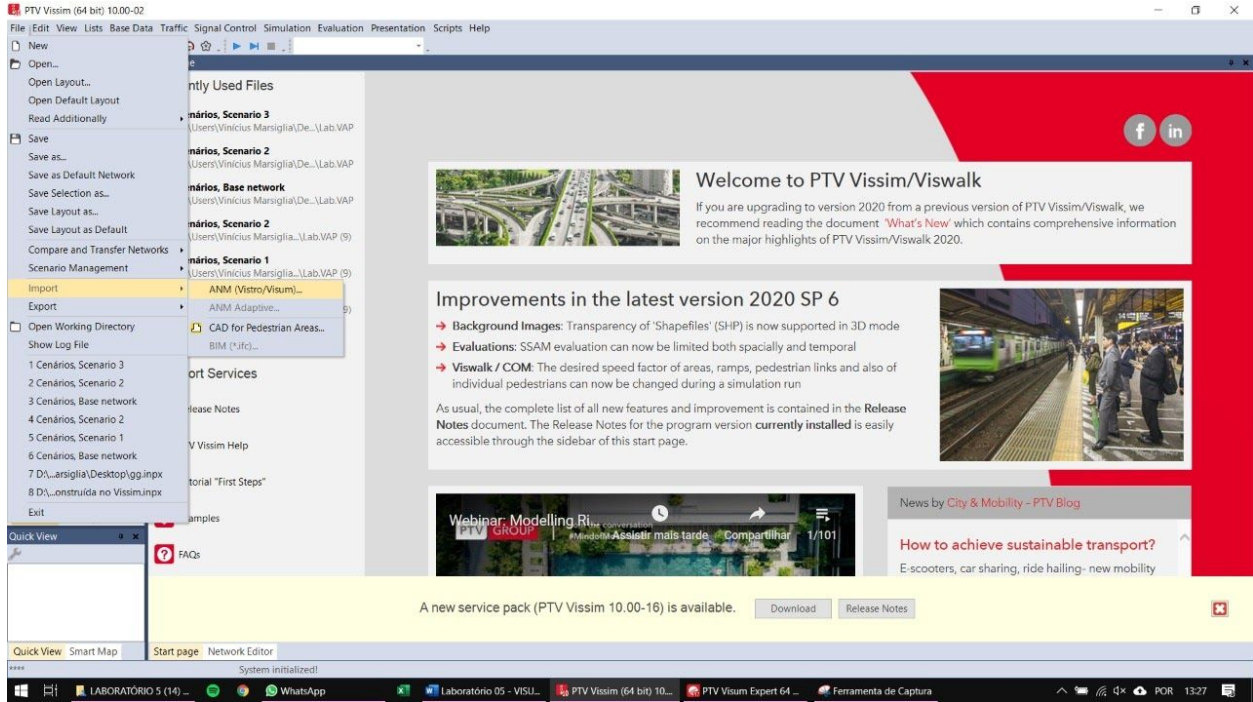 PTV Vissim (64 bit) 10.00-02
File Edit View Lists Base Data Traffic Signal Control Simulation Evaluation Presentation Scripts Help
New
Open...
Open Layout...
Open Default Layout
Read Additionally
Save
Save as...
Save as Default Network
Save Selection as...
Save Layout as...
Save Layout as Default
Compare and Transfer Networks
Scenario Management
Import
Export
Open Working Directory
Show Log File
1 Cenários, Scenario 3
2 Cenários, Scenario 2
3 Cenários, Base network
4 Cenários, Scenario 2
5 Cenários, Scenario 1
6 Cenários, Base network
7 D:\...arsiglia\Desktop\gg.inpx
8 D:\...onstruída no Vissim.inpx
Exit
ANM (Vistro/Visum)...
ANM Adaptive...
CAD for Pedestrian Areas...
BIM (*.ifc)...
ntly Used Files
nários, Scenario 3
\Users\Vinícius Marsiglia\De...\Lab.VAP
nários, Scenario 2
\Users\Vinícius Marsiglia\De...\Lab.VAP
nários, Base network
\Users\Vinícius Marsiglia\De...\Lab.VAP
nários, Scenario 2
\Users\Vinícius Marsiglia...\Lab.VAP (9)
nários, Scenario 1
\Users\Vinícius Marsiglia...\Lab.VAP (9)
9)
ort Services
lease Notes
V Vissim Help
torial "First Steps"
amples
FAQs
f in
Welcome to PTV Vissim/Viswalk
If you are upgrading to version 2020 from a previous version of PTV Vissim/Viswalk, we
recommend reading the document 'What's New' which contains comprehensive information
on the major highlights of PTV Vissim/Viswalk 2020.
Improvements in the latest version 2020 SP 6
Background Images: Transparency of 'Shapefiles' (SHP) is now supported in 3D mode
Evaluations: SSAM evaluation can now be limited both spacially and temporal
Viswalk / COM: The desired speed factor of areas, ramps, pedestrian links and also of
individual pedestrians can now be changed during a simulation run
As usual, the complete list of all new features and improvement is contained in the Release
Notes document. The Release Notes for the program version currently installed is easily
accessible through the sidebar of this start page.
Webinar: Modelling Ri...
PTV GROUP
conversation
Assistir mais tarde Compartilhar 1/101
News by City & Mobility - PTV Blog
How to achieve sustainable transport?
E-scooters, car sharing, ride hailing- new mobility
Quick View
A new service pack (PTV Vissim 10.00-16) is available. Download Release Notes
Quick View Smart Map Start page Network Editor
**** System initialized!
LABORATÓRIO 5 (14) ... WhatsApp Laboratório 05 - VISU... PTV Vissim (64 bit) 10... PTV Visum Expert 64 ... Ferramenta de Captura POR 13:27